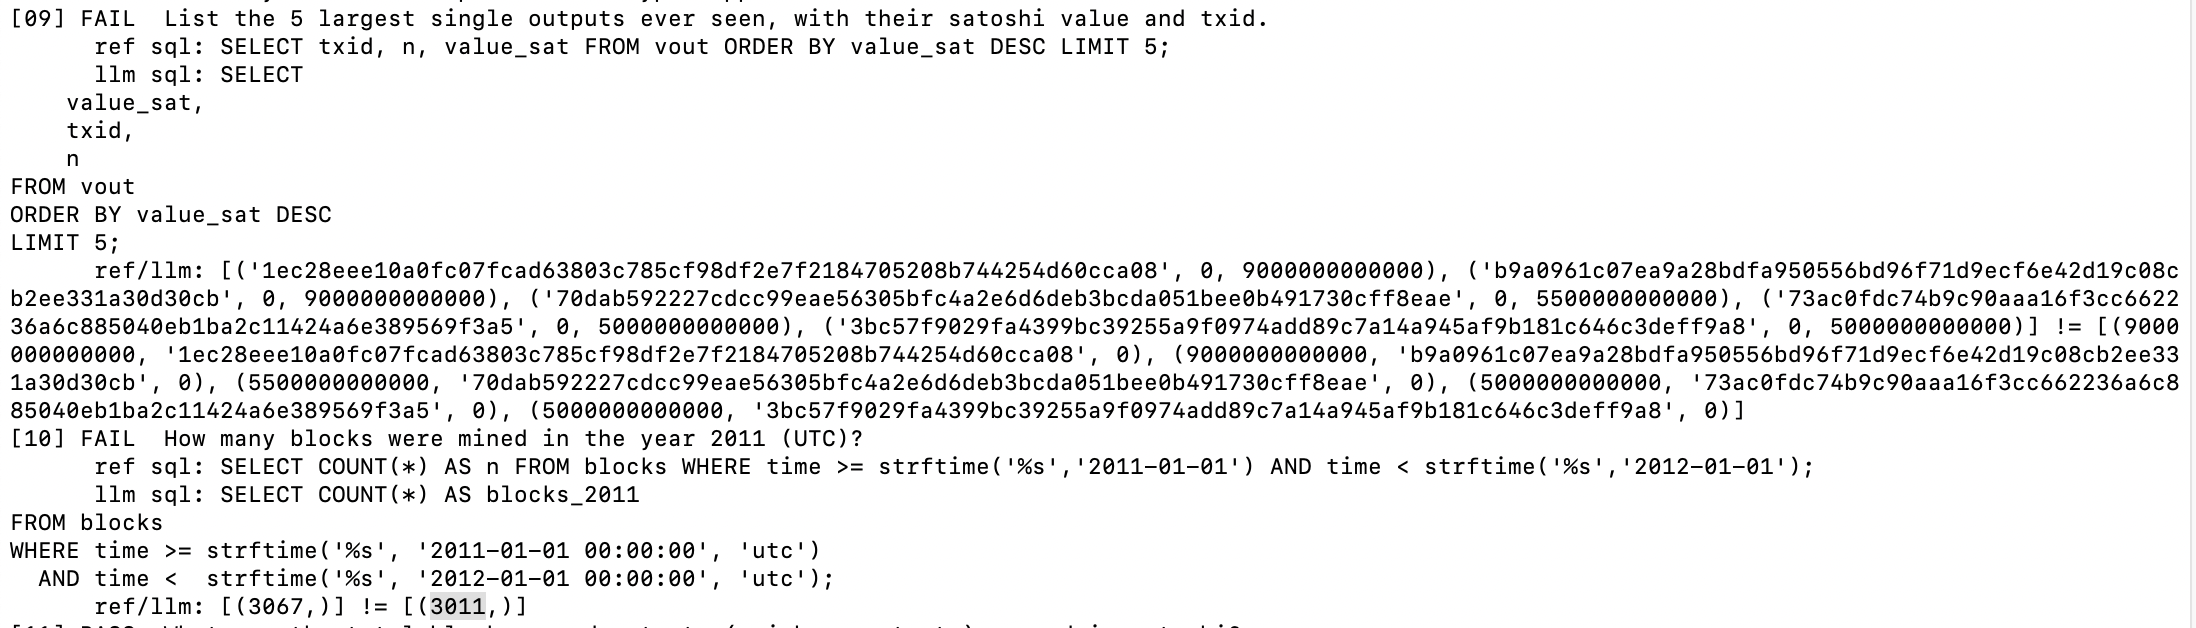 [09] FAIL  List the 5 largest single outputs ever seen, with their satoshi value and txid.
      ref sql: SELECT txid, n, value_sat FROM vout ORDER BY value_sat DESC LIMIT 5;
      llm sql: SELECT
    value_sat,
    txid,
    n
FROM vout
ORDER BY value_sat DESC
LIMIT 5;
      ref/llm: [('1ec28eee10a0fc07fcad63803c785cf98df2e7f2184705208b744254d60cca08', 0, 9000000000000), ('b9a0961c07ea9a28bdfa950556bd96f71d9ecf6e42d19c08c
b2ee331a30d30cb', 0, 9000000000000), ('70dab592227cdcc99eae56305bfc4a2e6d6deb3bcda051bee0b491730cff8eae', 0, 5500000000000), ('73ac0fdc74b9c90aaa16f3cc6622
36a6c885040eb1ba2c11424a6e389569f3a5', 0, 5000000000000), ('3bc57f9029fa4399bc39255a9f0974add89c7a14a945af9b181c646c3deff9a8', 0, 5000000000000)] != [(9000
000000000, '1ec28eee10a0fc07fcad63803c785cf98df2e7f2184705208b744254d60cca08', 0), (9000000000000, 'b9a0961c07ea9a28bdfa950556bd96f71d9ecf6e42d19c08cb2ee33
1a30d30cb', 0), (5500000000000, '70dab592227cdcc99eae56305bfc4a2e6d6deb3bcda051bee0b491730cff8eae', 0), (5000000000000, '73ac0fdc74b9c90aaa16f3cc662236a6c8
85040eb1ba2c11424a6e389569f3a5', 0), (5000000000000, '3bc57f9029fa4399bc39255a9f0974add89c7a14a945af9b181c646c3deff9a8', 0)]
[10] FAIL  How many blocks were mined in the year 2011 (UTC)?
      ref sql: SELECT COUNT(*) AS n FROM blocks WHERE time >= strftime('%s','2011-01-01') AND time < strftime('%s','2012-01-01');
      llm sql: SELECT COUNT(*) AS blocks_2011
FROM blocks
WHERE time >= strftime('%s', '2011-01-01 00:00:00', 'utc')
  AND time <  strftime('%s', '2012-01-01 00:00:00', 'utc');
      ref/llm: [(3067,)] != [(3011,)]